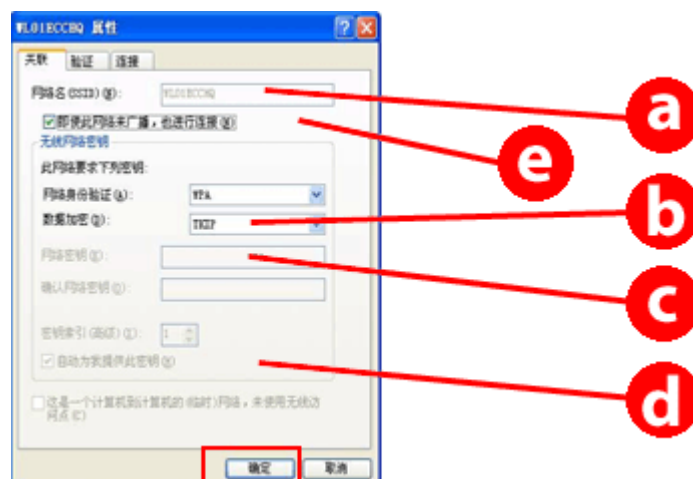 WL01ECCHQ 属性
关联 验证 连接
网络名(SSID)(N): WL01ECCHQ
a
即使此网络未广播，也进行连接(W)
e
无线网络密钥
此网络要求下列密钥:
网络身份验证(A): WPA
数据加密(D): TKIP
b
网络密钥(K):
c
确认网络密钥(O):
密钥索引(高级)(X): 1
自动为我提供此密钥(H)
d
这是一个计算机到计算机的(临时)网络，未使用无线访
问点(C)
确定 取消